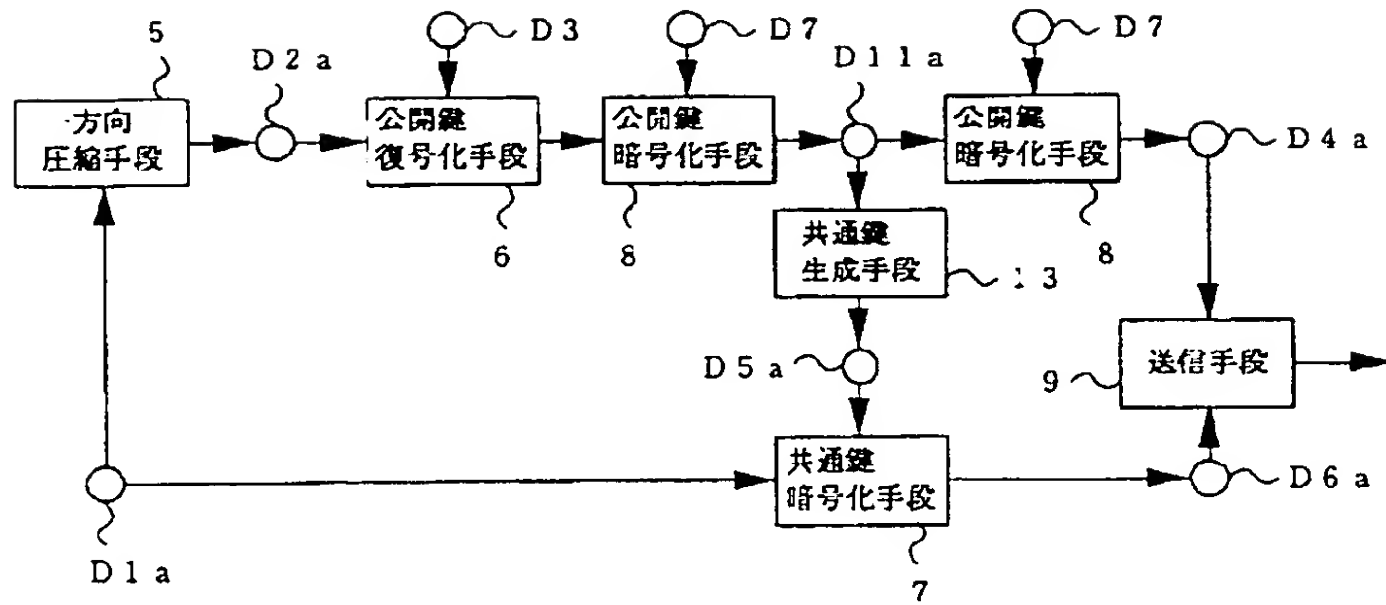 5
D2a
D3
D7
D11a
D7
一方向
圧縮手段
公開鍵
復号化手段
公開鍵
暗号化手段
公開鍵
暗号化手段
D4a
6
8
8
共通鍵
生成手段
13
D5a
送信手段
9
共通鍵
暗号化手段
D6a
D1a
7